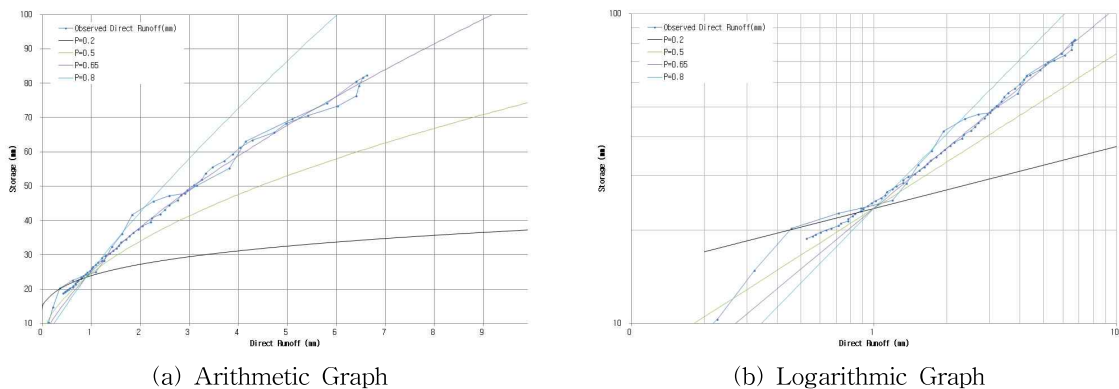 Observed Direct Runoff(mm)
P=0.2
P=0.5
P=0.65
P=0.8
100
90
80
70
60
50
40
30
20
10
Storage (mm)
0
1
2
3
4
5
6
7
8
9
Direct Runoff (mm)
(a) Arithmetic Graph
Observed Direct Runoff(mm)
P=0.2
P=0.5
P=0.65
P=0.8
100
10
Storage (mm)
0
1
10
Direct Runoff (mm)
(b) Logarithmic Graph